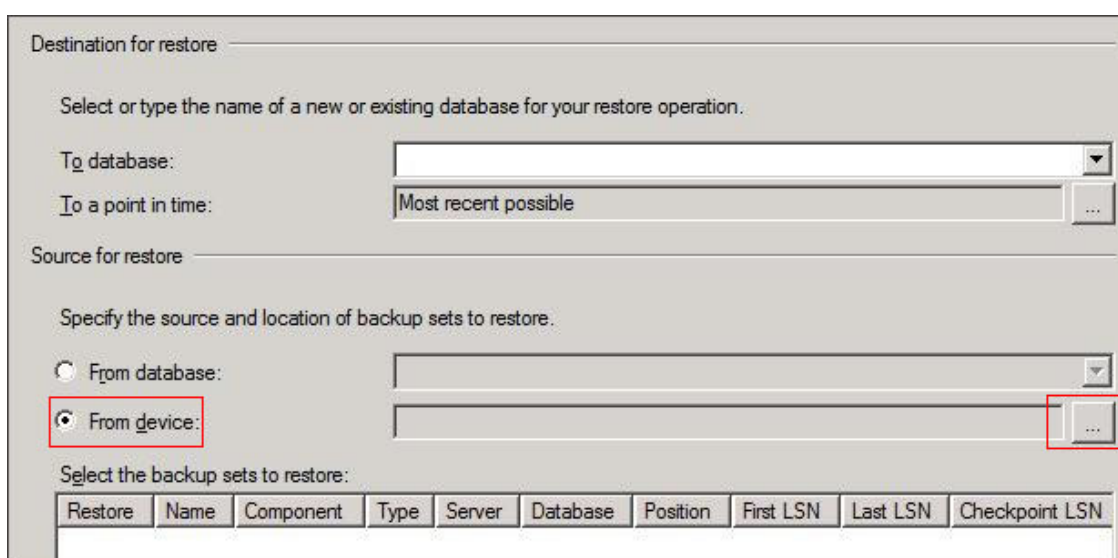 Destination for restore
Select or type the name of a new or existing database for your restore operation.
To database:
To a point in time: Most recent possible ...
Source for restore
Specify the source and location of backup sets to restore.
From database:
From device: ...
Select the backup sets to restore:
Restore Name Component Type Server Database Position First LSN Last LSN Checkpoint LSN